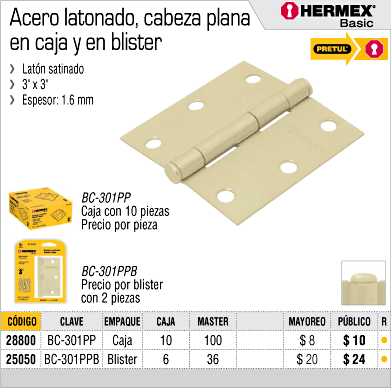 Acero latonado, cabeza plana
en caja y en blister
HERMEX
Basic
PRETUL
Latón satinado
3" x 3"
Espesor: 1.6 mm
BC-301PP
Caja con 10 piezas
Precio por pieza
HERMEX
3"
BC-301PPB
Precio por blister
con 2 piezas
CÓDIGO CLAVE EMPAQUE CAJA MASTER MAYOREO PÚBLICO R
28800 BC-301PP Caja 10 100 $ 8 $ 10
25050 BC-301PPB Blister 6 36 $ 20 $ 24